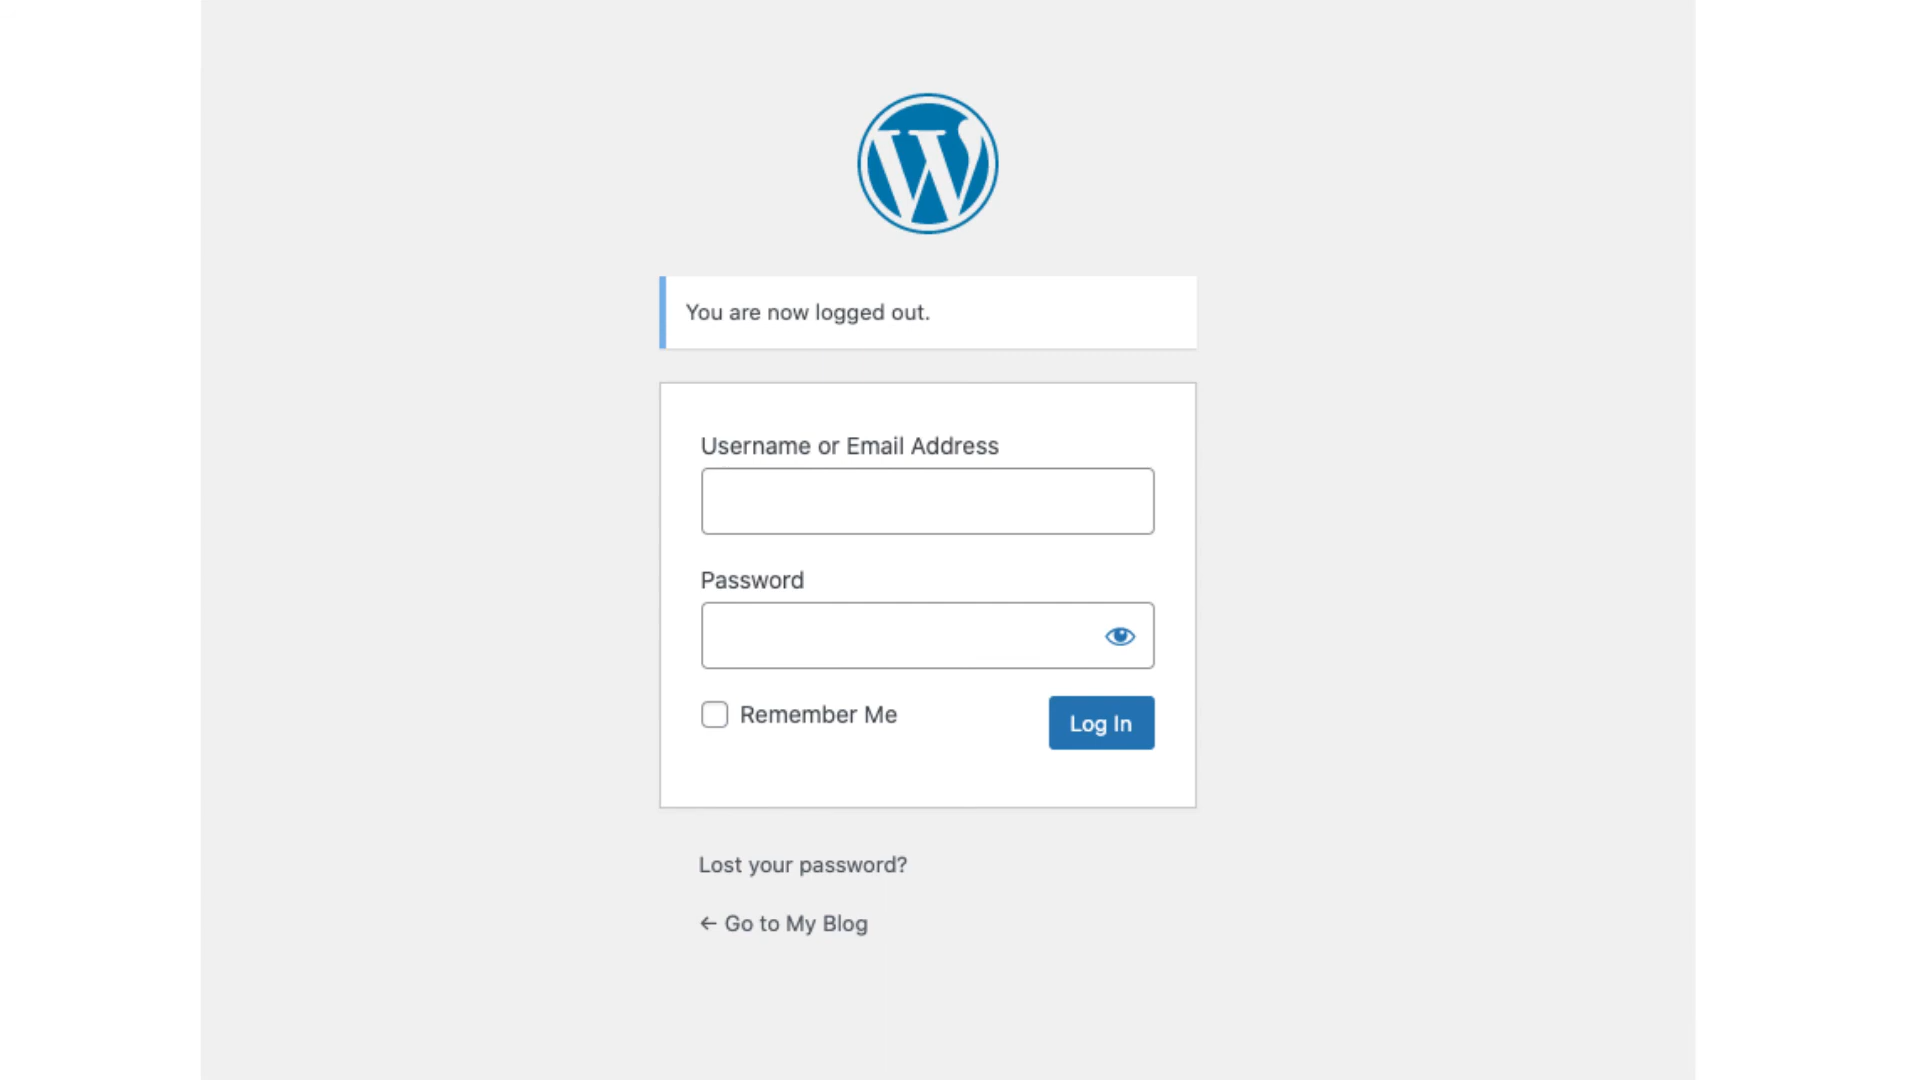 You are now logged out.
Username or Email Address
Password
Remember Me
Log In
Lost your password?
← Go to My Blog